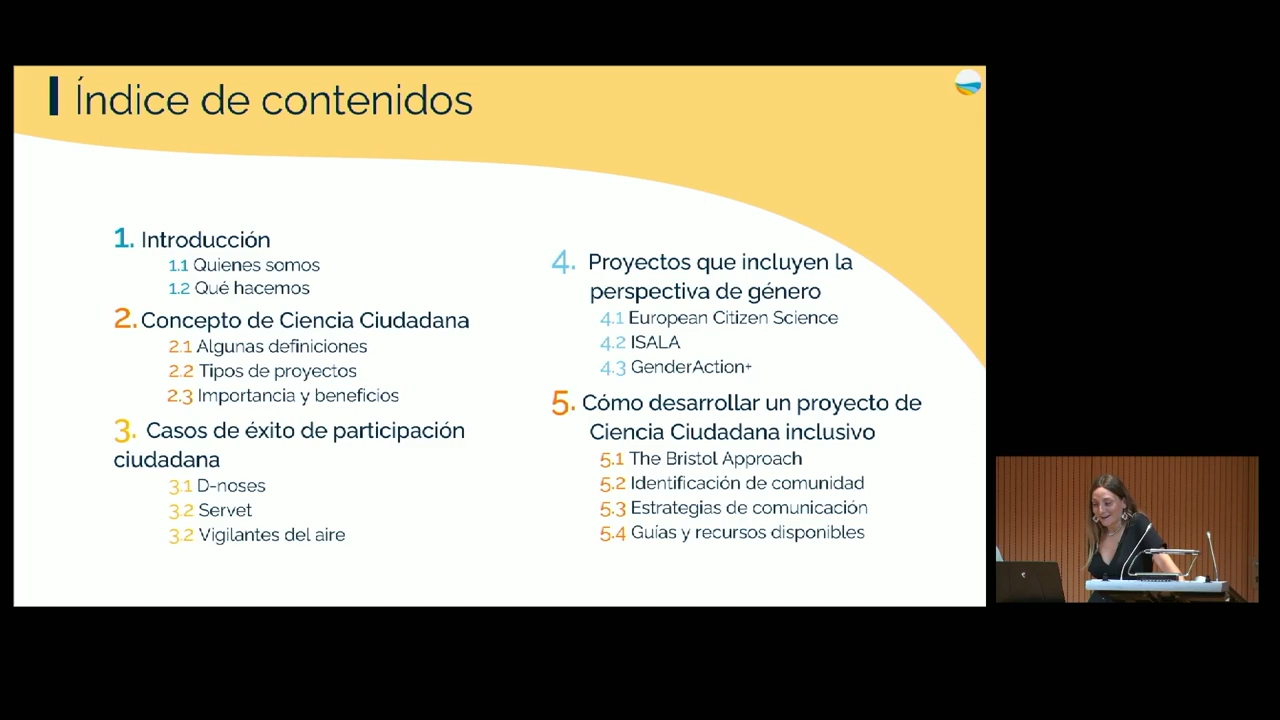 Índice de contenidos
1. Introducción
1.1 Quienes somos
1.2 Qué hacemos
2. Concepto de Ciencia Ciudadana
2.1 Algunas definiciones
2.2 Tipos de proyectos
2.3 Importancia y beneficios
3. Casos de éxito de participación
ciudadana
3.1 D-noses
3.2 Servet
3.2 Vigilantes del aire
4. Proyectos que incluyen la
perspectiva de género
4.1 European Citizen Science
4.2 ISALA
4.3 GenderAction+
5. Cómo desarrollar un proyecto de
Ciencia Ciudadana inclusivo
5.1 The Bristol Approach
5.2 Identificación de comunidad
5.3 Estrategias de comunicación
5.4 Guías y recursos disponibles